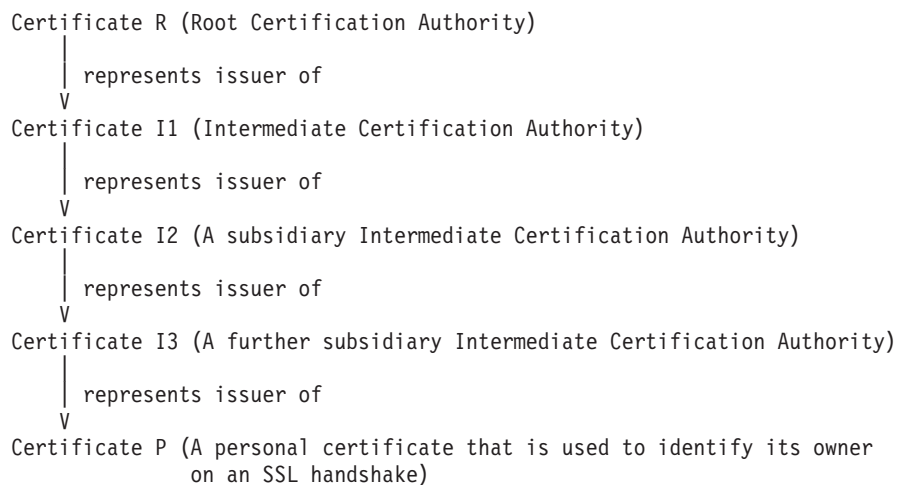 Certificate R (Root Certification Authority)
|
| represents issuer of
V
Certificate I1 (Intermediate Certification Authority)
|
| represents issuer of
V
Certificate I2 (A subsidiary Intermediate Certification Authority)
|
| represents issuer of
V
Certificate I3 (A further subsidiary Intermediate Certification Authority)
|
| represents issuer of
V
Certificate P (A personal certificate that is used to identify its owner
on an SSL handshake)